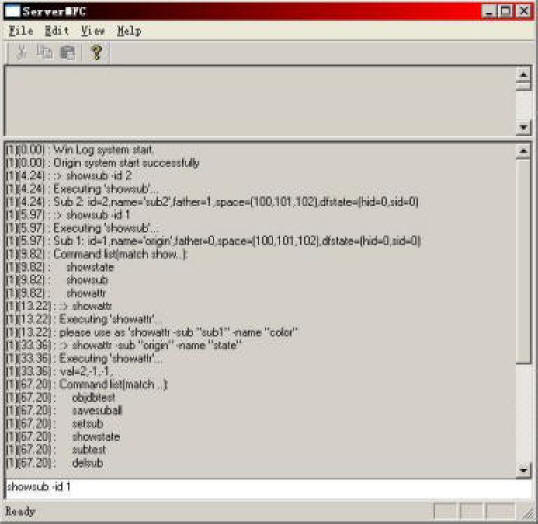 ServerMFC
File Edit View Help
[1](0.00) : Win Log system start.
[1](0.00) : Origin system start successfully
[1](4.24) : :> showsub -id 2
[1](4.24) : Executing 'showsub'...
[1](4.24) : Sub 2: id=2,name='sub2',father=1,space=(100,101,102),dfstate=(hid=0,sid=0)
[1](5.97) : :> showsub -id 1
[1](5.97) : Executing 'showsub'...
[1](5.97) : Sub 1: id=1,name='origin',father=0,space=(100,101,102),dfstate=(hid=0,sid=0)
[1](9.82) : Command list(match show..):
[1](9.82) : showstate
[1](9.82) : showsub
[1](9.82) : showattr
[1](13.22) : :> showattr
[1](13.22) : Executing 'showattr'...
[1](13.22) : please use as 'showattr -sub "sub1" -name "color"
[1](33.36) : :> showattr -sub "origin" -name "state"
[1](33.36) : Executing 'showattr'...
[1](33.36) : val=2,-1,-1,
[1](67.20) : Command list(match ..):
[1](67.20) : objdbtest
[1](67.20) : savesuball
[1](67.20) : setsub
[1](67.20) : showstate
[1](67.20) : subtest
[1](67.20) : delsub
showsub -id 1
Ready